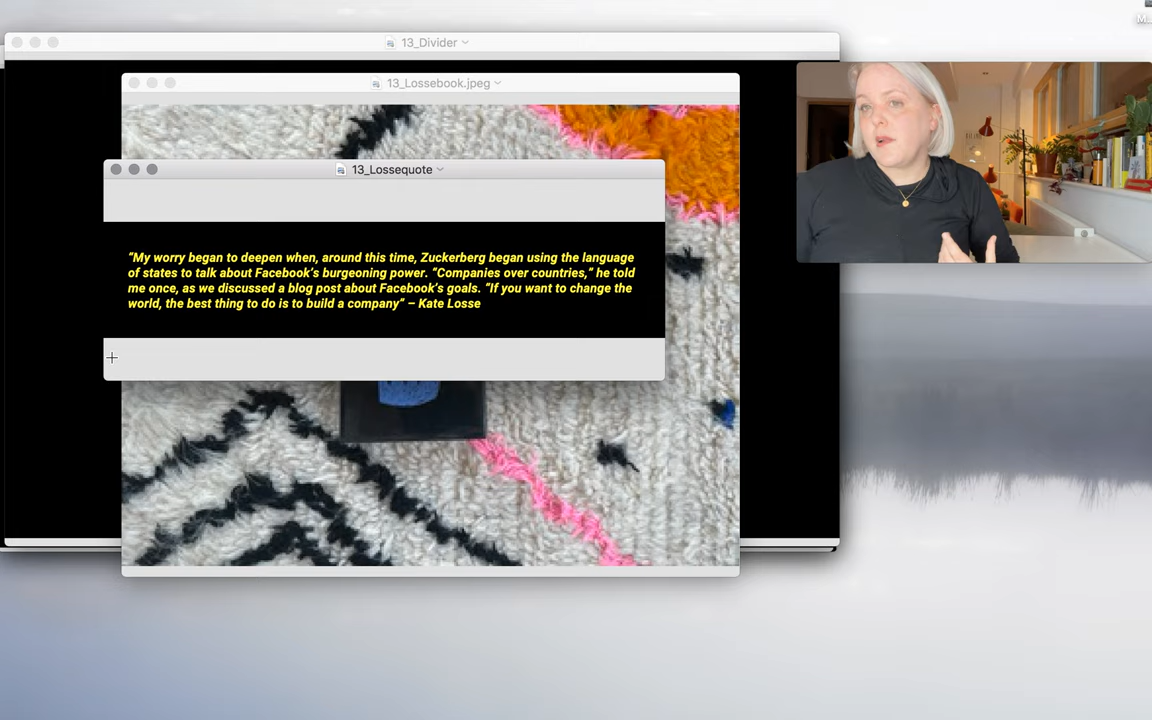 M...
13_Divider
13_Lossebook.jpeg
13_Lossequote
“My worry began to deepen when, around this time, Zuckerberg began using the language
of states to talk about Facebook’s burgeoning power. “Companies over countries,” he told
me once, as we discussed a blog post about Facebook’s goals. “If you want to change the
world, the best thing to do is to build a company” – Kate Losse